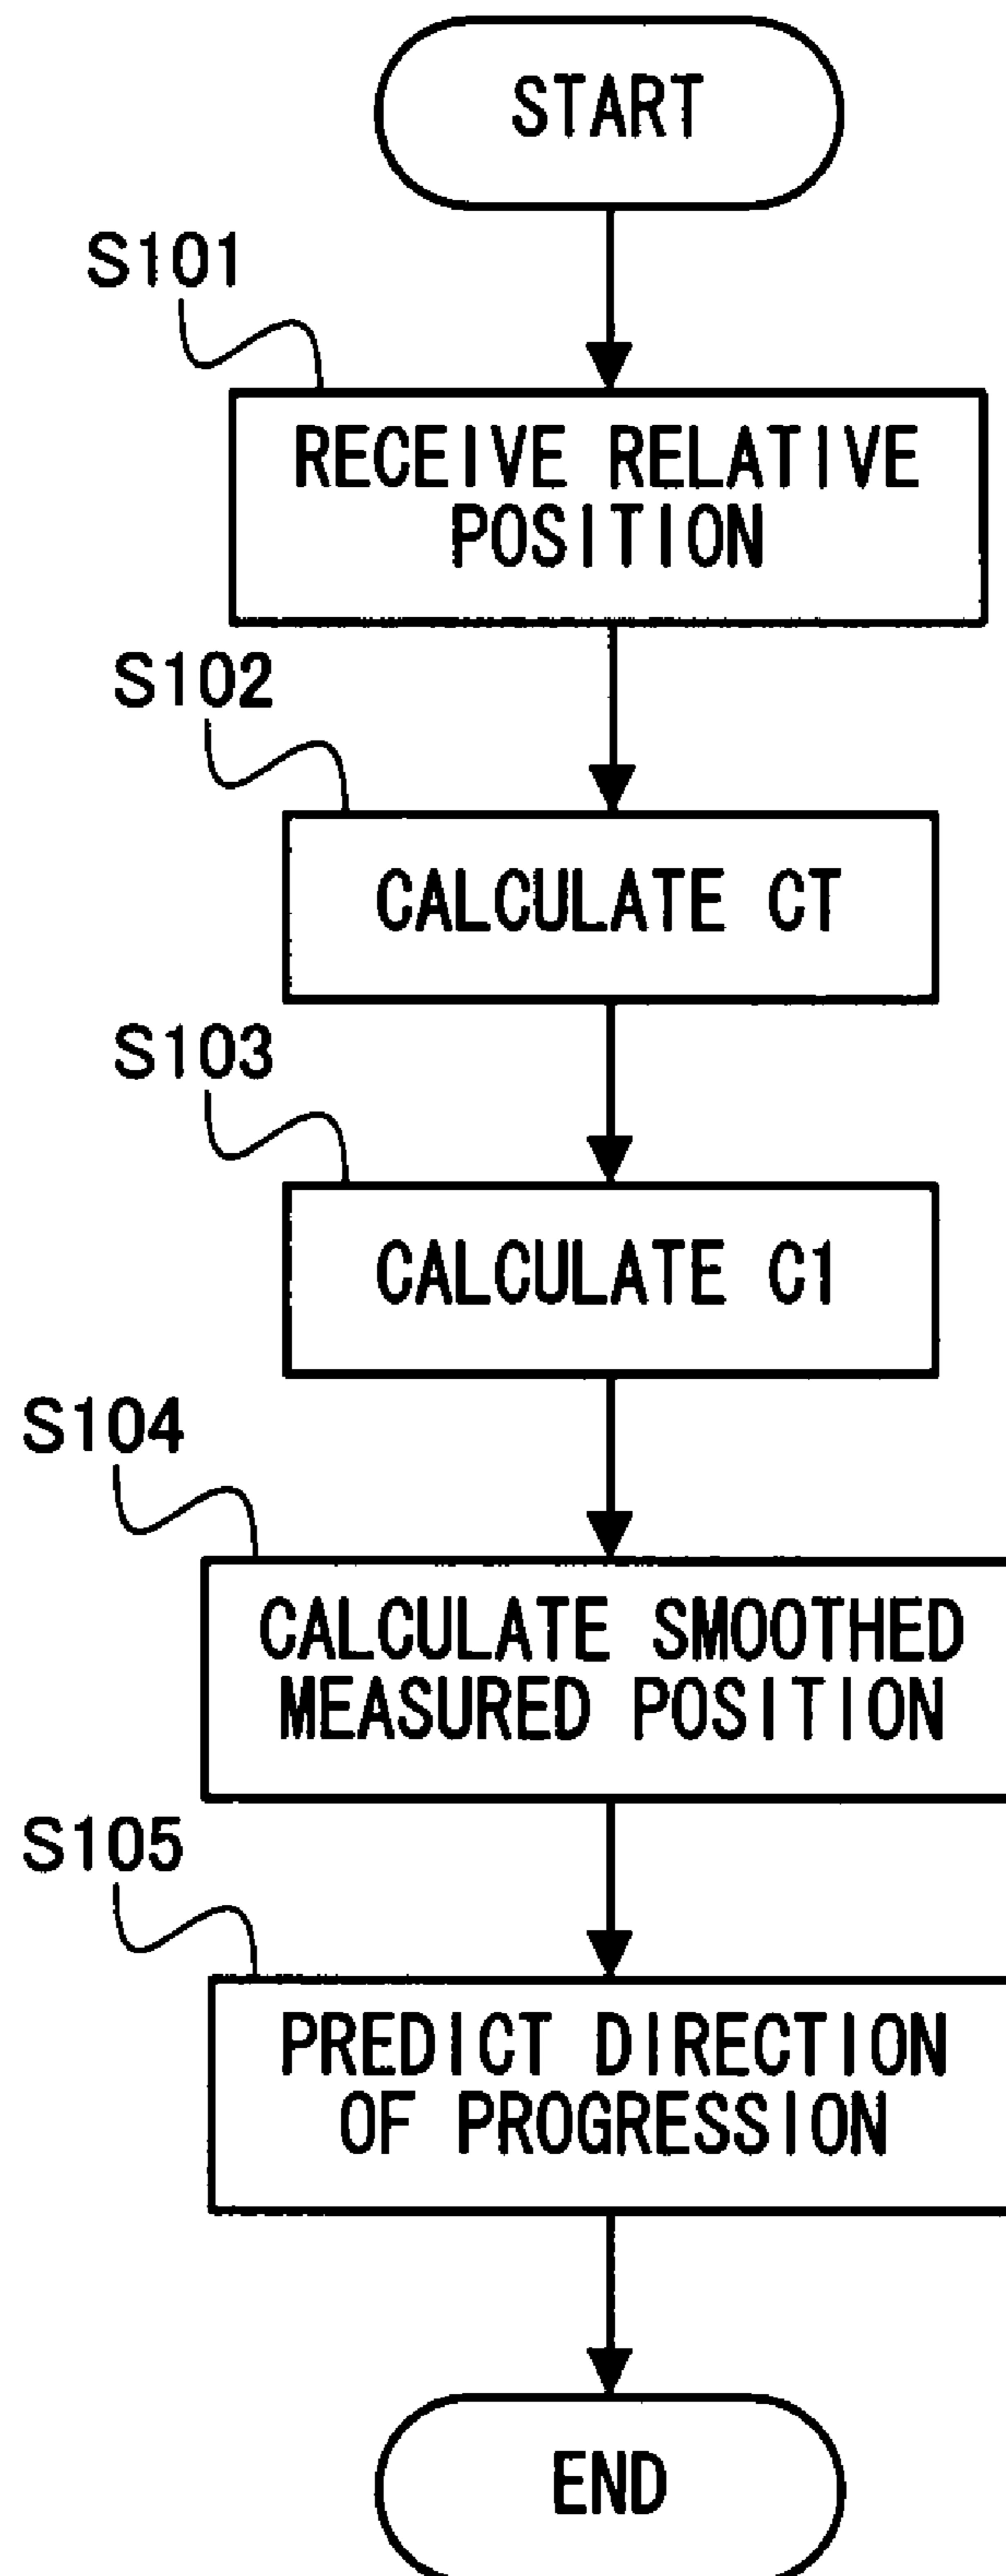 START
S101
RECEIVE RELATIVE
POSITION
S102
CALCULATE CT
S103
CALCULATE C1
S104
CALCULATE SMOOTHED
MEASURED POSITION
S105
PREDICT DIRECTION
OF PROGRESSION
END